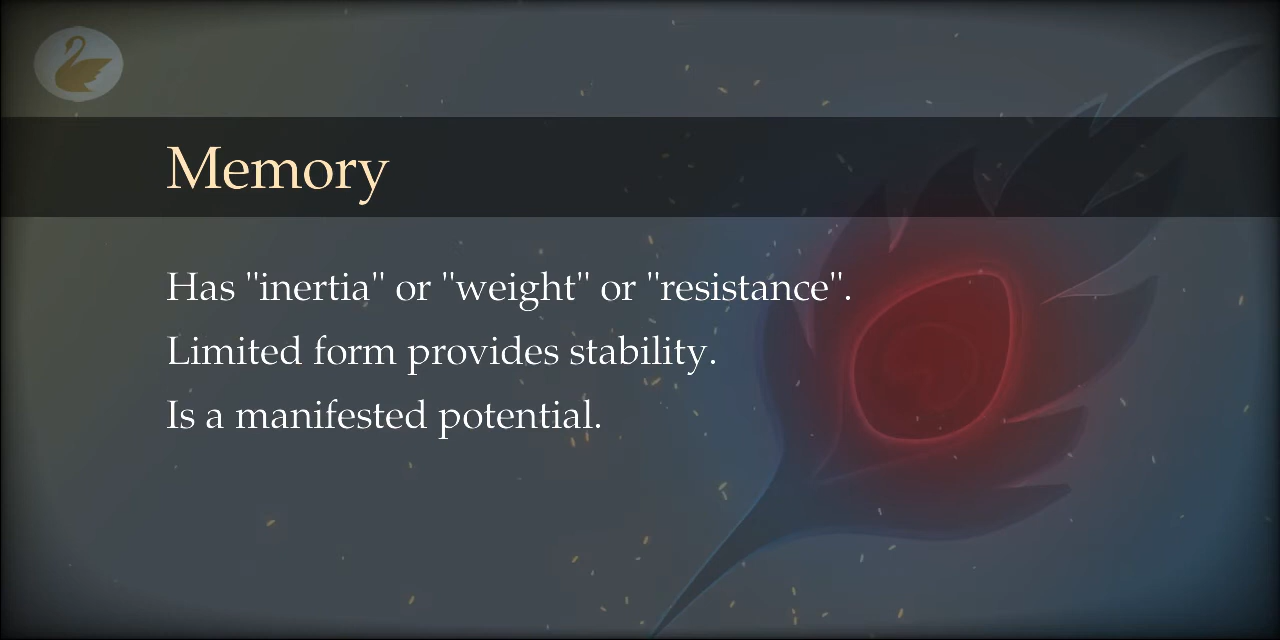 Memory
Has "inertia" or "weight" or "resistance".
Limited form provides stability.
Is a manifested potential.